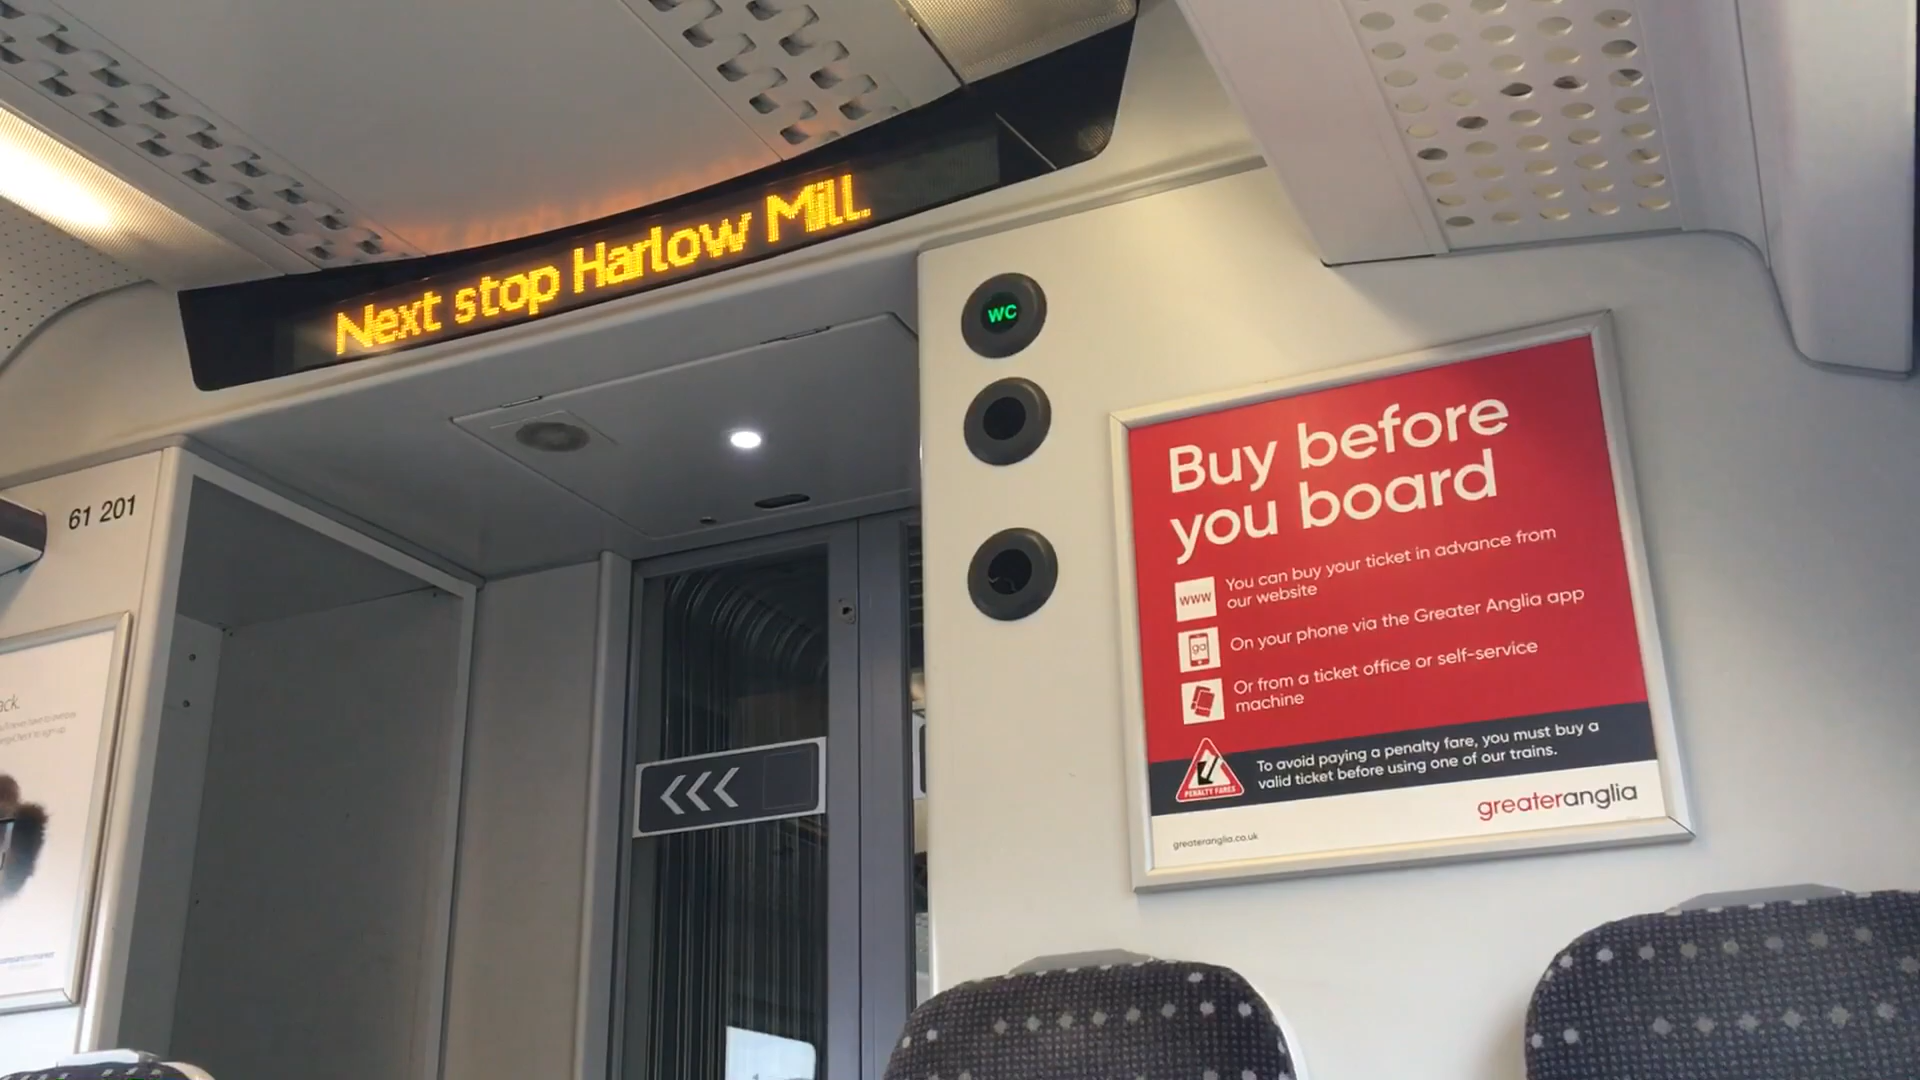 Next stop Harlow Mill.
WC
61 201
Buy before
you board
www
You can buy your ticket in advance from
our website
go
On your phone via the Greater Anglia app
Or from a ticket office or self-service
machine
PENALTY FARES
To avoid paying a penalty fare, you must buy a
valid ticket before using one of our trains.
greateranglia
greateranglia.co.uk
ack.